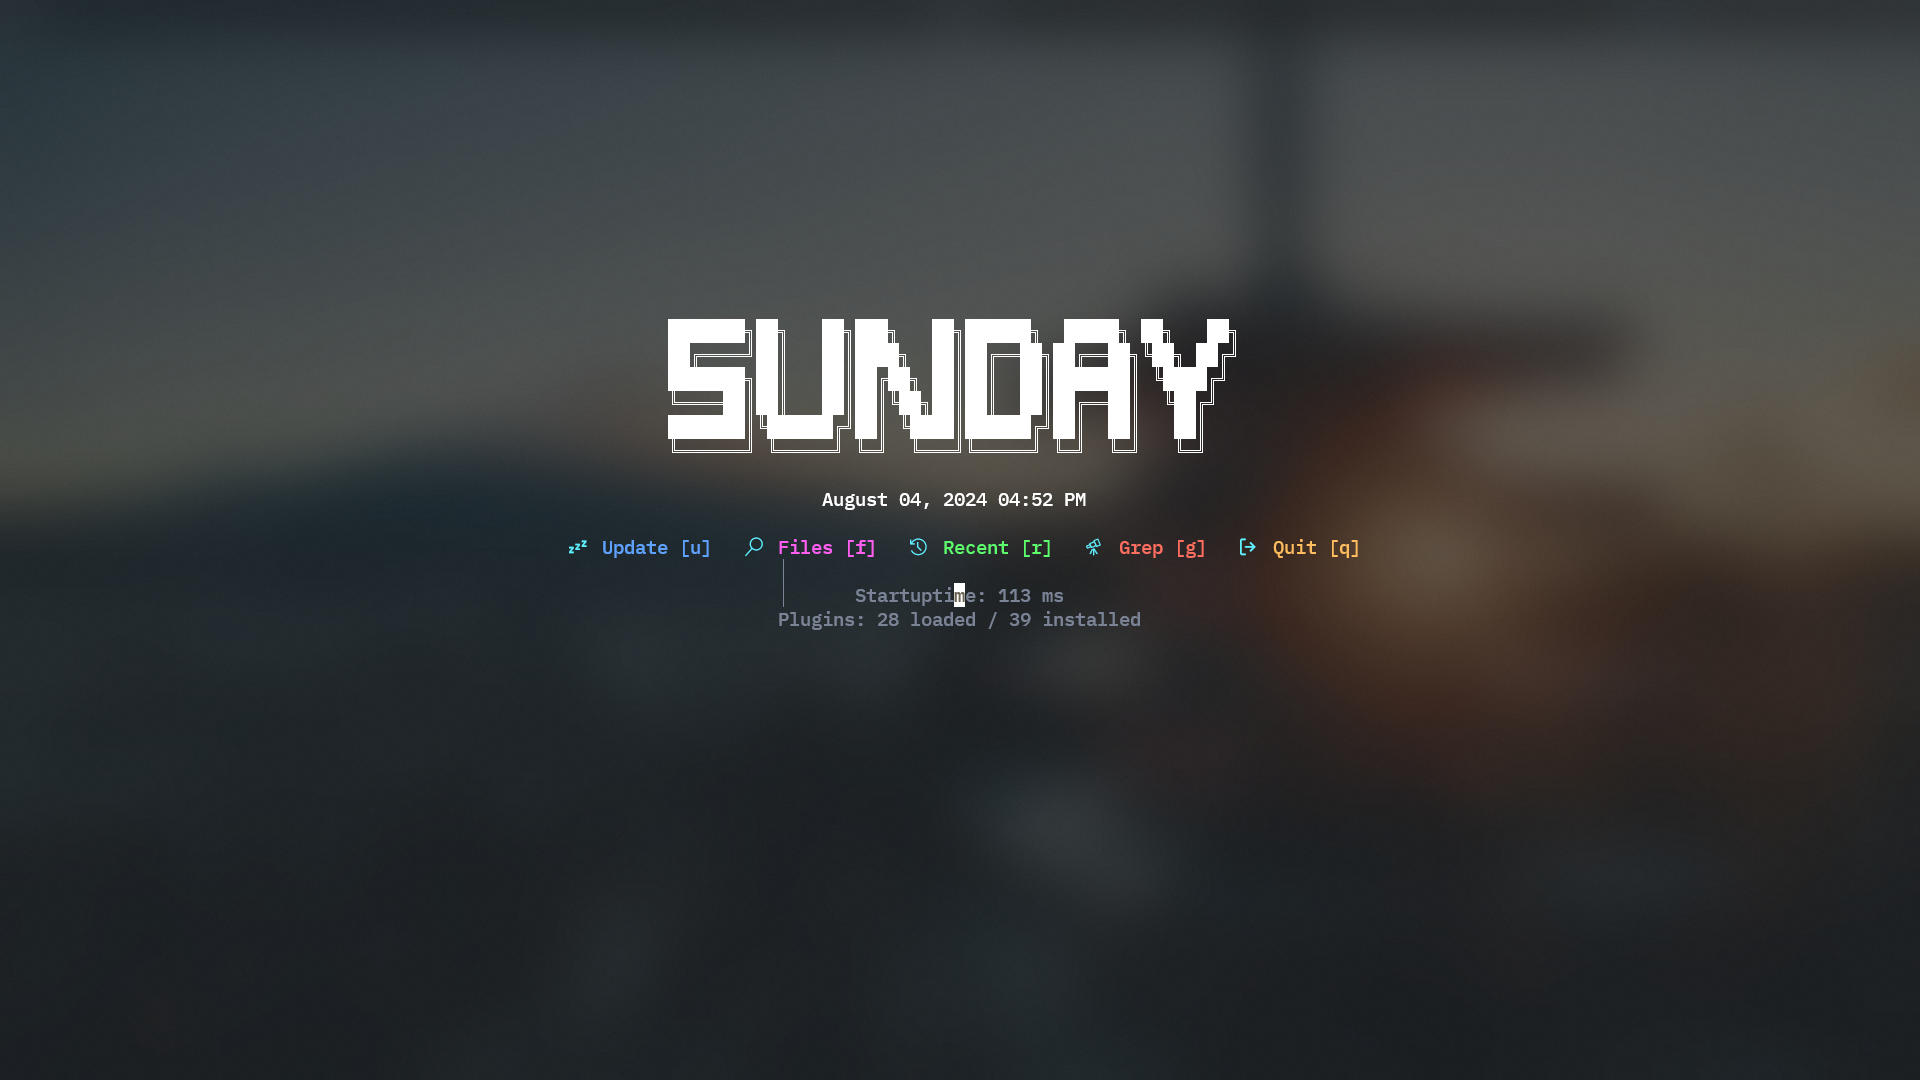 SUNDAY
August 04, 2024 04:52 PM
Update [u] Files [f] Recent [r] Grep [g] Quit [q]
Startuptime: 113 ms
Plugins: 28 loaded / 39 installed